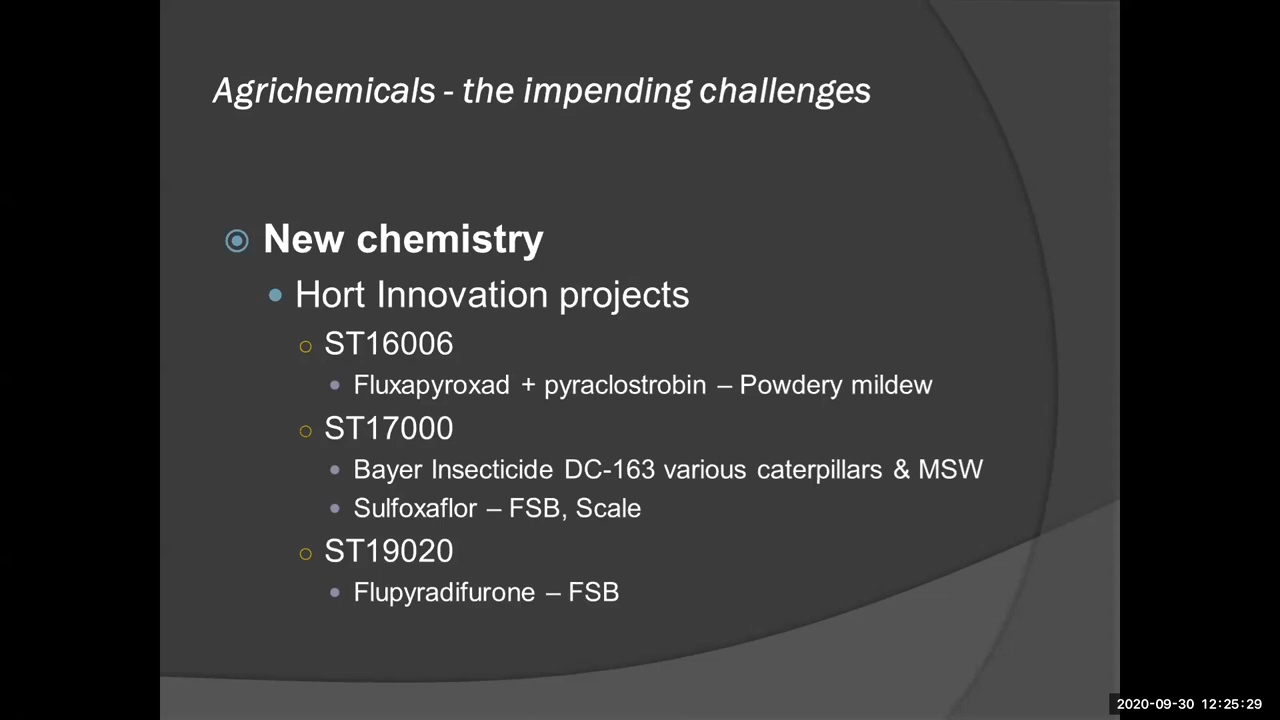 Agrichemicals - the impending challenges
New chemistry
Hort Innovation projects
ST16006
Fluxapyroxad + pyraclostrobin – Powdery mildew
ST17000
Bayer Insecticide DC-163 various caterpillars & MSW
Sulfoxaflor – FSB, Scale
ST19020
Flupyradifurone – FSB
2020-09-30 12:25:29